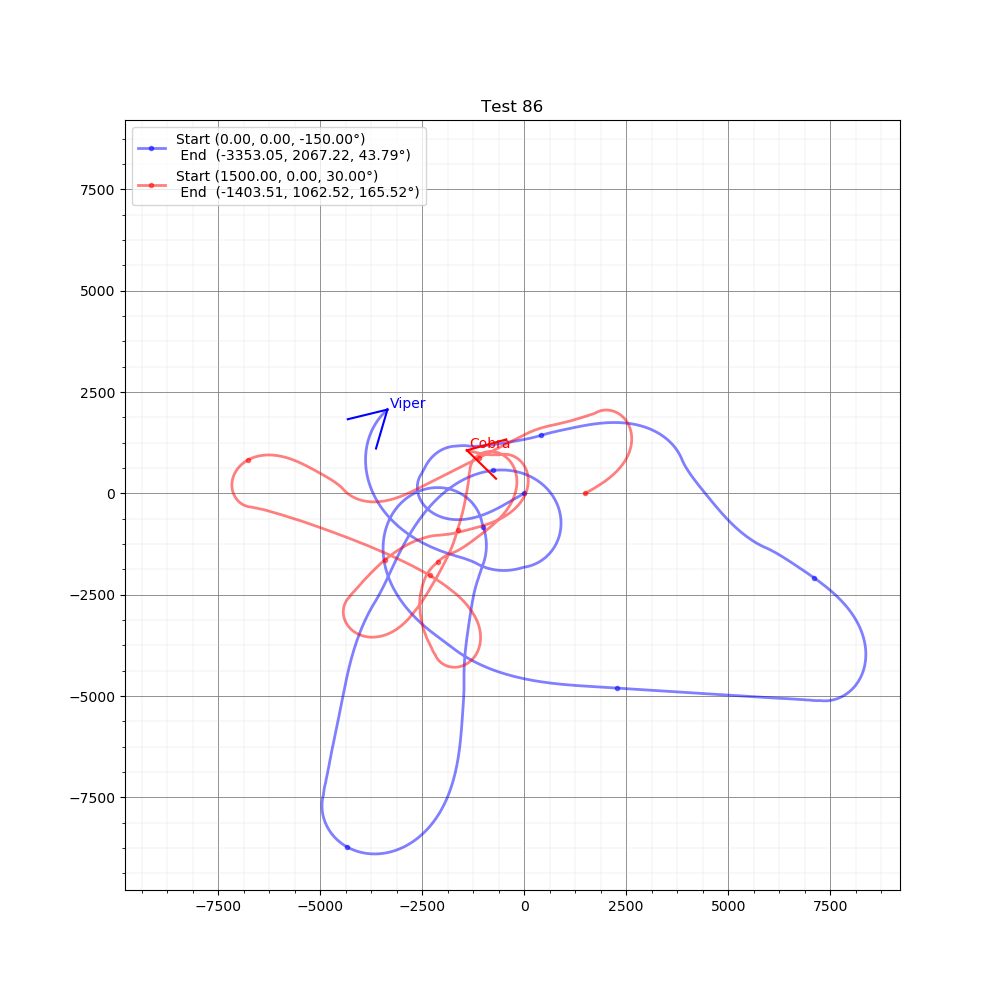 Test 86
Start (0.00, 0.00, -150.00°)
End (-3353.05, 2067.22, 43.79°)
Start (1500.00, 0.00, 30.00°)
End (-1403.51, 1062.52, 165.52°)
7500
5000
2500
0
−2500
−5000
−7500
Viper
Cobra
−7500
−5000
−2500
0
2500
5000
7500